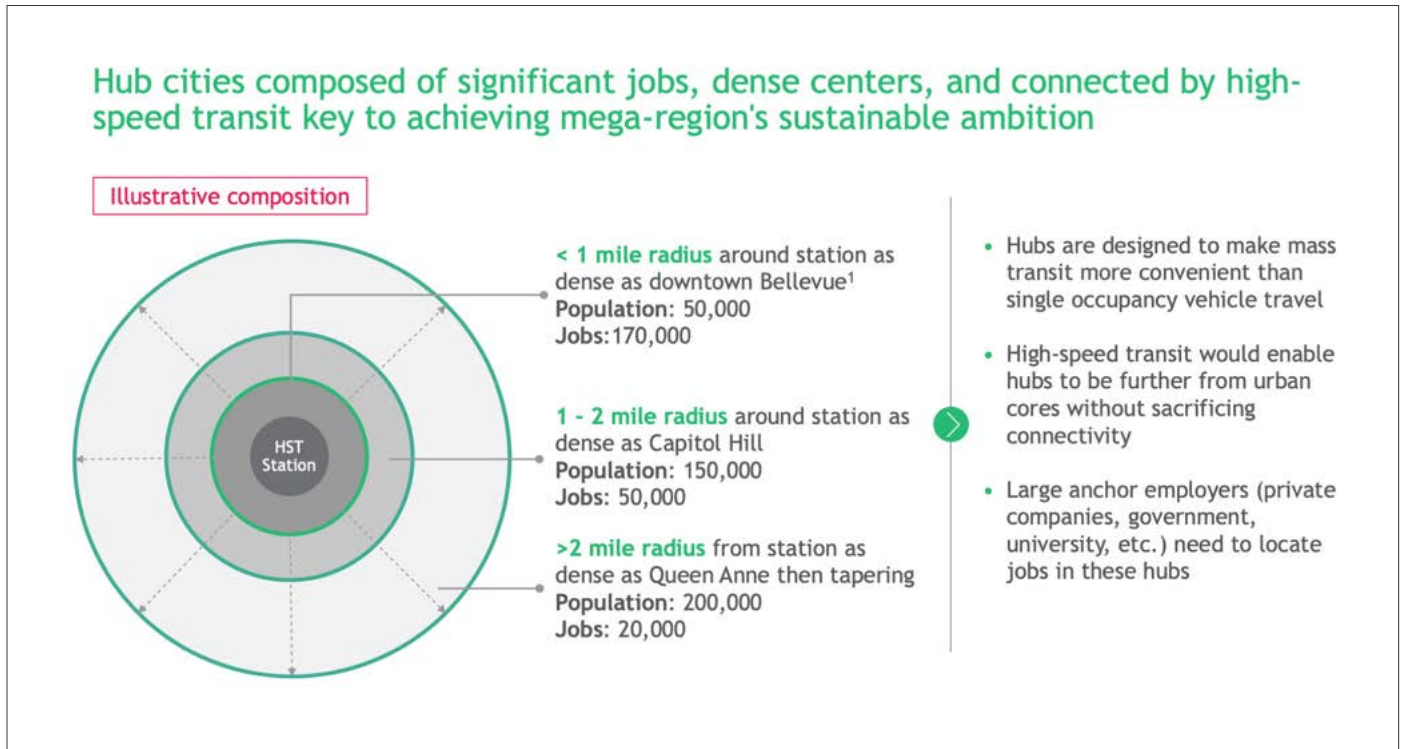 Hub cities composed of significant jobs, dense centers, and connected by high-
speed transit key to achieving mega-region's sustainable ambition
Illustrative composition
HST
Station
< 1 mile radius around station as
dense as downtown Bellevue¹
Population: 50,000
Jobs:170,000
1 - 2 mile radius around station as
dense as Capitol Hill
Population: 150,000
Jobs: 50,000
>2 mile radius from station as
dense as Queen Anne then tapering
Population: 200,000
Jobs: 20,000
• Hubs are designed to make mass
transit more convenient than
single occupancy vehicle travel
• High-speed transit would enable
hubs to be further from urban
cores without sacrificing
connectivity
• Large anchor employers (private
companies, government,
university, etc.) need to locate
jobs in these hubs